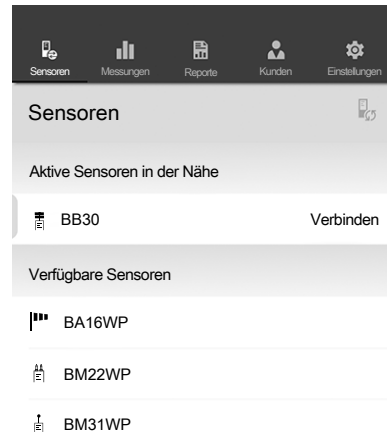 Sensoren Messungen Reporte Kunden Einstellungen
Sensoren
Aktive Sensoren in der Nähe
BB30 Verbinden
Verfügbare Sensoren
BA16WP
BM22WP
BM31WP